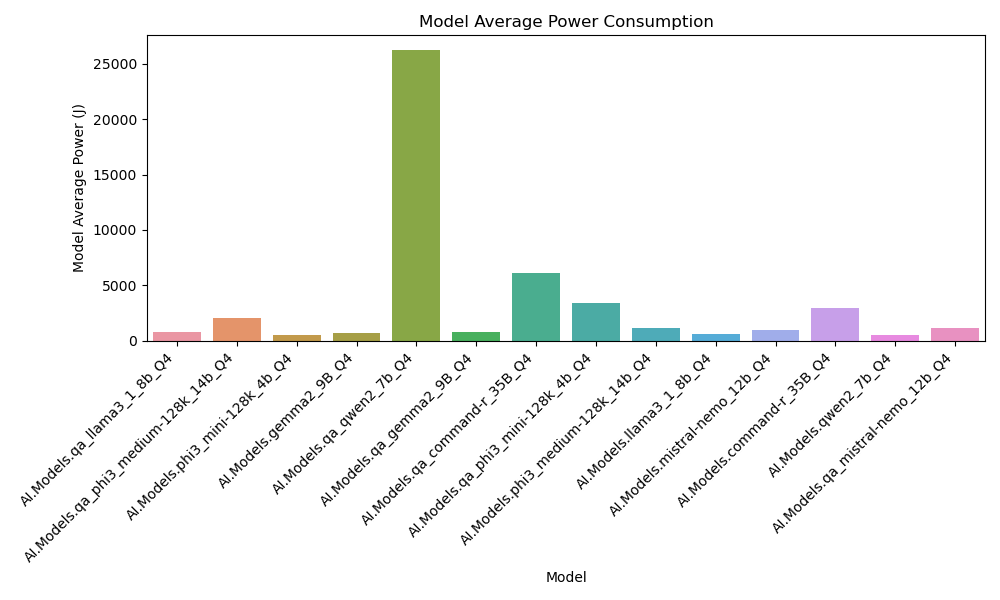 Model Average Power Consumption
Model Average Power (J)
25000
20000
15000
10000
5000
0
AI.Models.qa_llama3_1_8b_Q4
AI.Models.qa_phi3_medium-128k_14b_Q4
AI.Models.phi3_mini-128k_4b_Q4
AI.Models.gemma2_9B_Q4
AI.Models.qa_qwen2_7b_Q4
AI.Models.qa_gemma2_9B_Q4
AI.Models.qa_command-r_35B_Q4
AI.Models.qa_phi3_mini-128k_4b_Q4
AI.Models.phi3_medium-128k_14b_Q4
AI.Models.llama3_1_8b_Q4
AI.Models.mistral-nemo_12b_Q4
AI.Models.command-r_35B_Q4
AI.Models.qwen2_7b_Q4
AI.Models.qa_mistral-nemo_12b_Q4
Model